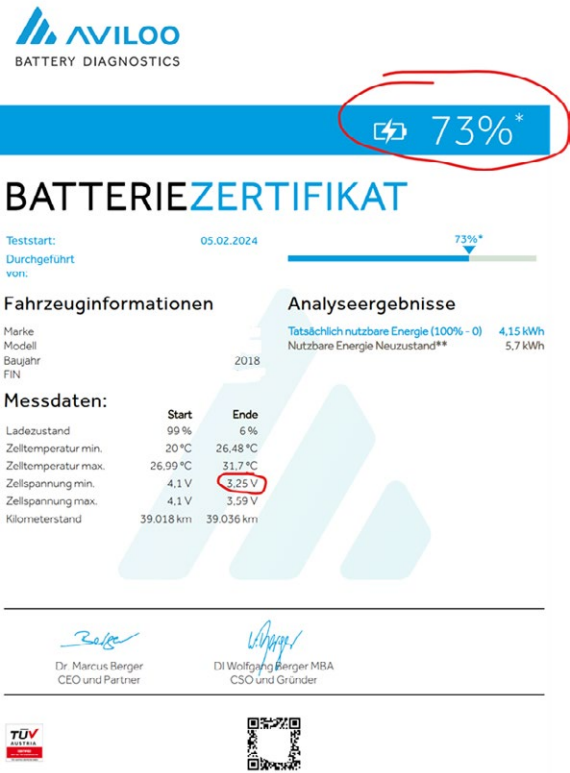 AVILOO
BATTERY DIAGNOSTICS
73%*
BATTERIEZERTIFIKAT
Teststart: 05.02.2024
Durchgeführt
von:
73%*
Fahrzeuginformationen
Marke
Modell
Baujahr 2018
FIN
Analyseergebnisse
Tatsächlich nutzbare Energie (100% - 0) 4,15 kWh
Nutzbare Energie Neuzustand** 5,7 kWh
Messdaten:
Start Ende
Ladezustand 99 % 6 %
Zelltemperatur min. 20 °C 26,48 °C
Zelltemperatur max. 26,99 °C 31,7 °C
Zellspannung min. 4,1 V 3,25 V
Zellspannung max. 4,1 V 3,59 V
Kilometerstand 39.018 km 39.036 km
Dr. Marcus Berger
CEO und Partner
DI Wolfgang Berger MBA
CSO und Gründer
TÜV
AUSTRIA